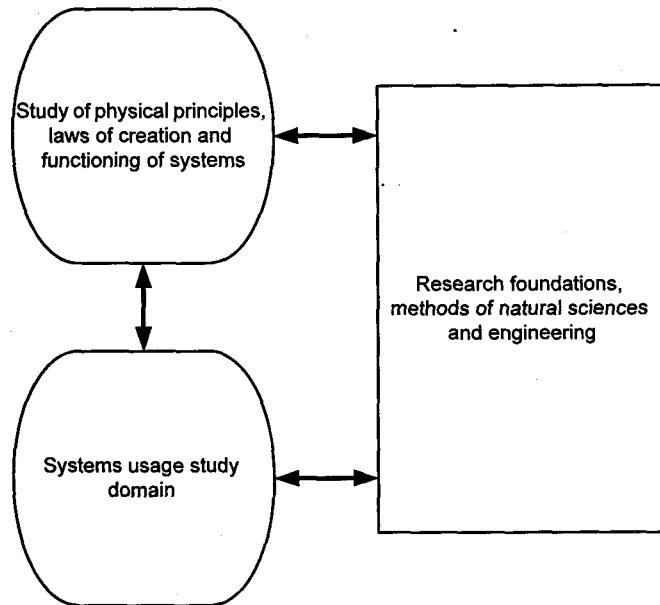 Study of physical principles,
laws of creation and
functioning of systems
Research foundations,
methods of natural sciences
and engineering
Systems usage study
domain